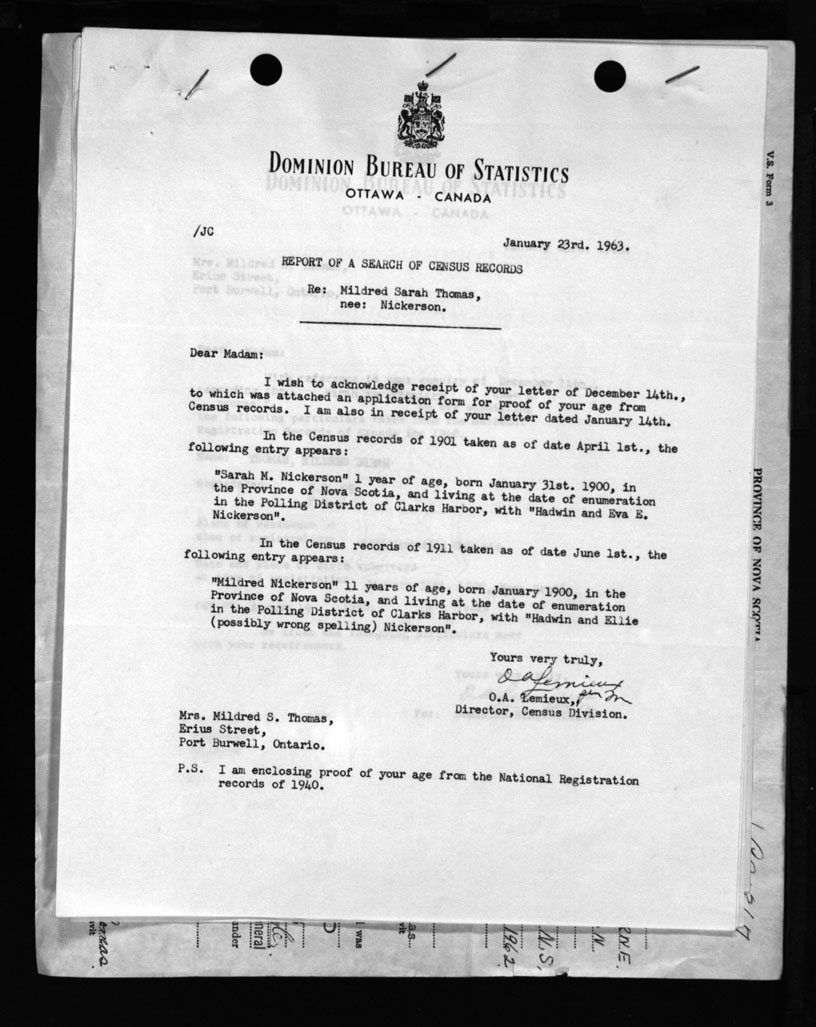 DOMINION BUREAU OF STATISTICS
OTTAWA - CANADA
V.S. Form 3
/JC
January 23rd. 1963.
REPORT OF A SEARCH OF CENSUS RECORDS
Re: Mildred Sarah Thomas,
nee: Nickerson.
Dear Madam:
I wish to acknowledge receipt of your letter of December 14th.,
to which was attached an application form for proof of your age from
Census records. I am also in receipt of your letter dated January 14th.
In the Census records of 1901 taken as of date April 1st., the
following entry appears:
"Sarah M. Nickerson" 1 year of age, born January 31st. 1900, in
the Province of Nova Scotia, and living at the date of enumeration
in the Polling District of Clarks Harbor, with "Hadwin and Eva E.
Nickerson".
In the Census records of 1911 taken as of date June 1st., the
following entry appears:
"Mildred Nickerson" 11 years of age, born January 1900, in the
Province of Nova Scotia, and living at the date of enumeration
in the Polling District of Clarks Harbor, with "Hadwin and Ellie
(possibly wrong spelling) Nickerson".
Yours very truly,
O A Lemieux
O.A. Lemieux,
Director, Census Division.
Mrs. Mildred S. Thomas,
Erius Street,
Port Burwell, Ontario.
P.S. I am enclosing proof of your age from the National Registration
records of 1940.
PROVINCE OF NOVA
under
I was
1962
N.S.